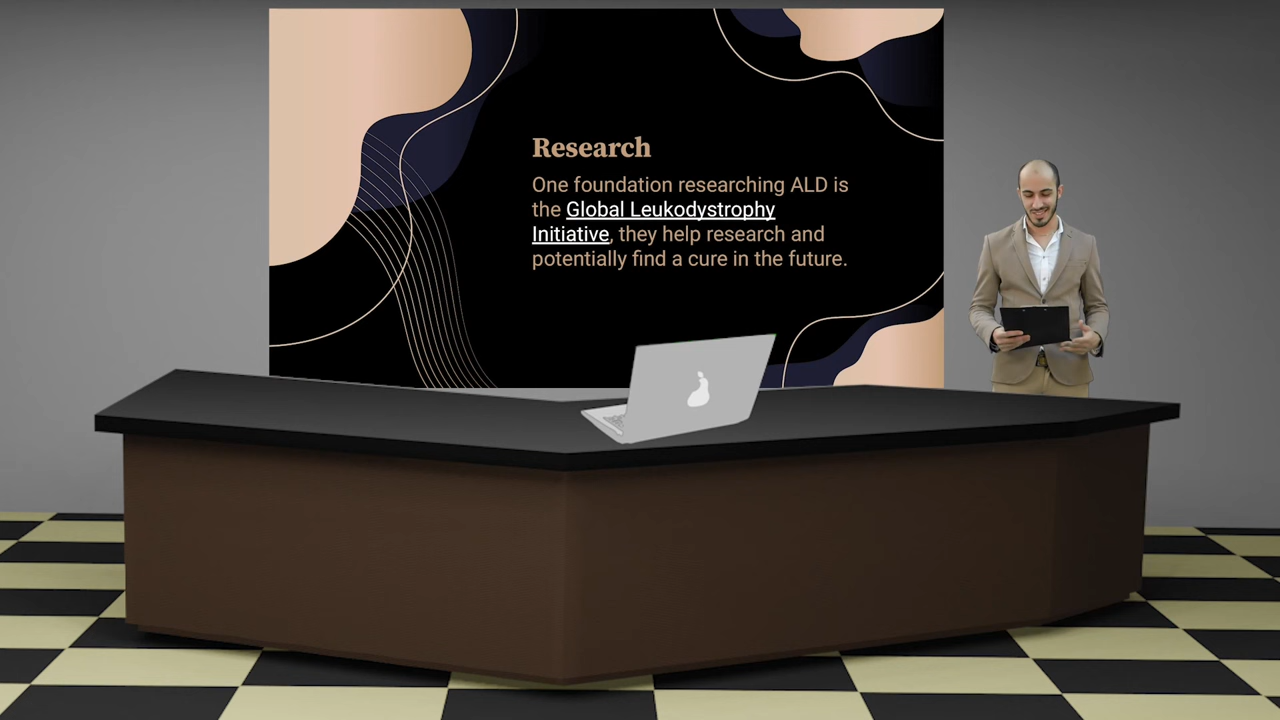 Research
One foundation researching ALD is
the Global Leukodystrophy
Initiative, they help research and
potentially find a cure in the future.